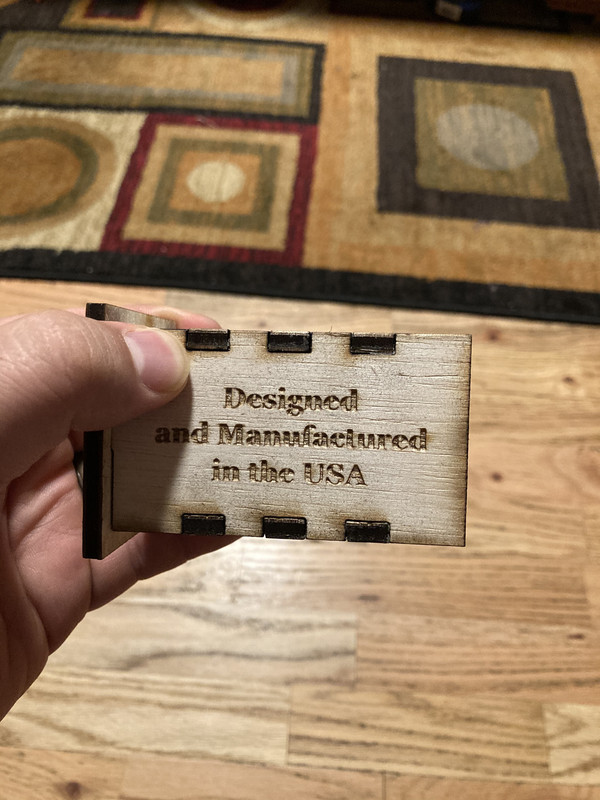 Designed
and Manufactured
in the USA